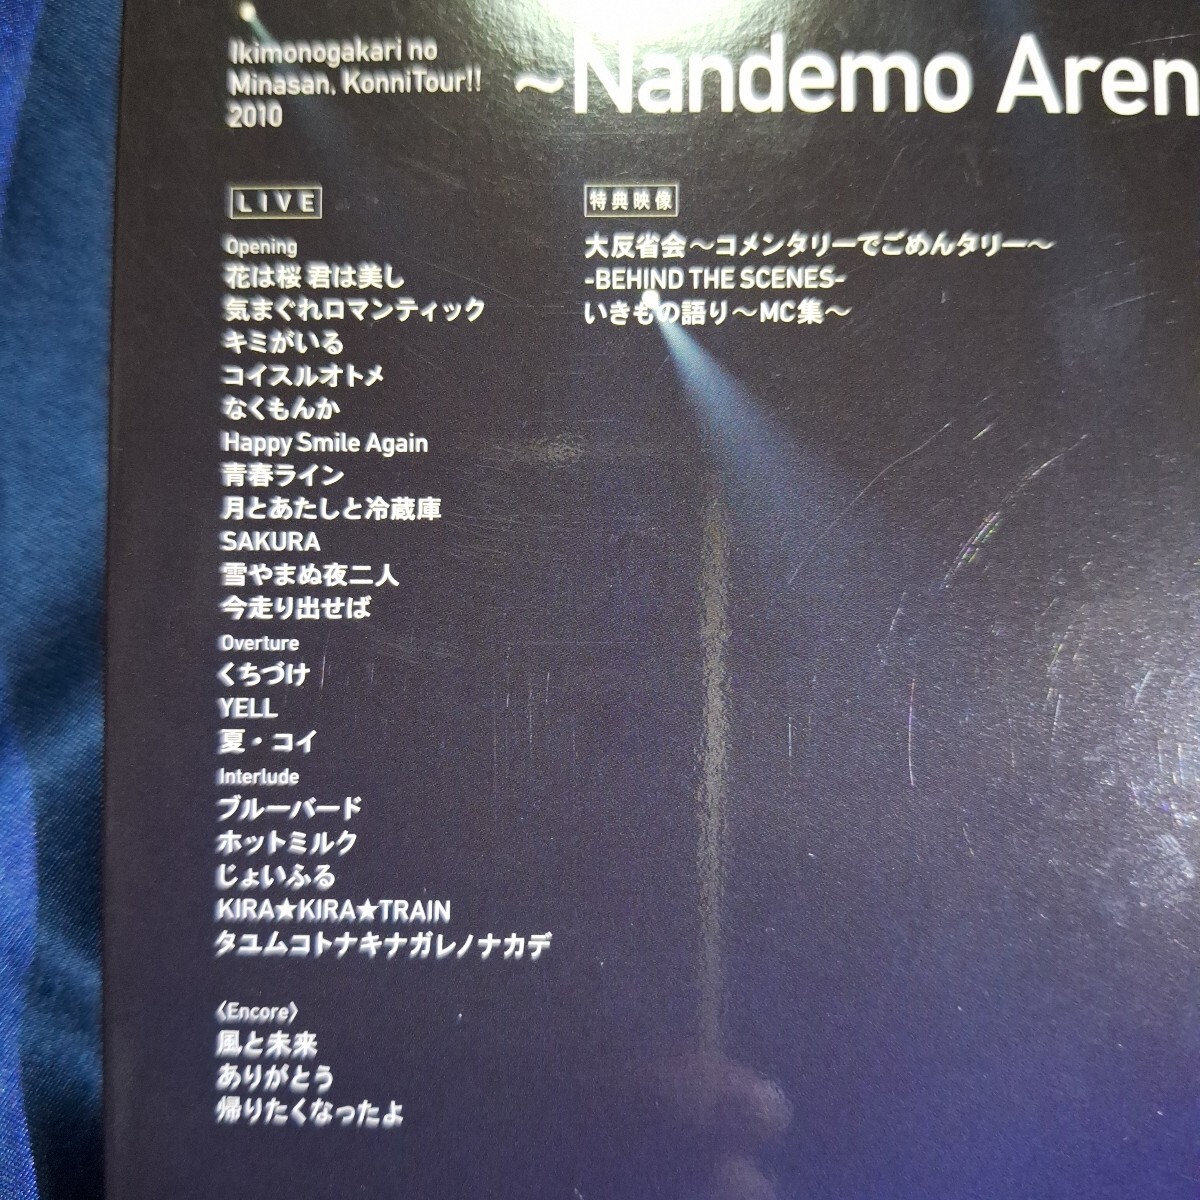 Ikimonogakari no
Minasan, KonniTour!!
2010
~Nandemo Aren
LIVE
Opening
花は桜 君は美し
気まぐれロマンティック
キミがいる
コイスルオトメ
なくもんか
Happy Smile Again
青春ライン
月とあたしと冷蔵庫
SAKURA
雪やまぬ夜二人
今走り出せば
Overture
くちづけ
YELL
夏・コイ
Interlude
ブルーバード
ホットミルク
じょいふる
KIRA★KIRA★TRAIN
タユムコトナキナガレノナカデ
〈Encore〉
風と未来
ありがとう
帰りたくなったよ
特典映像
大反省会～コメンタリーでごめんタリー～
-BEHIND THE SCENES-
いきもの語り～MC集～